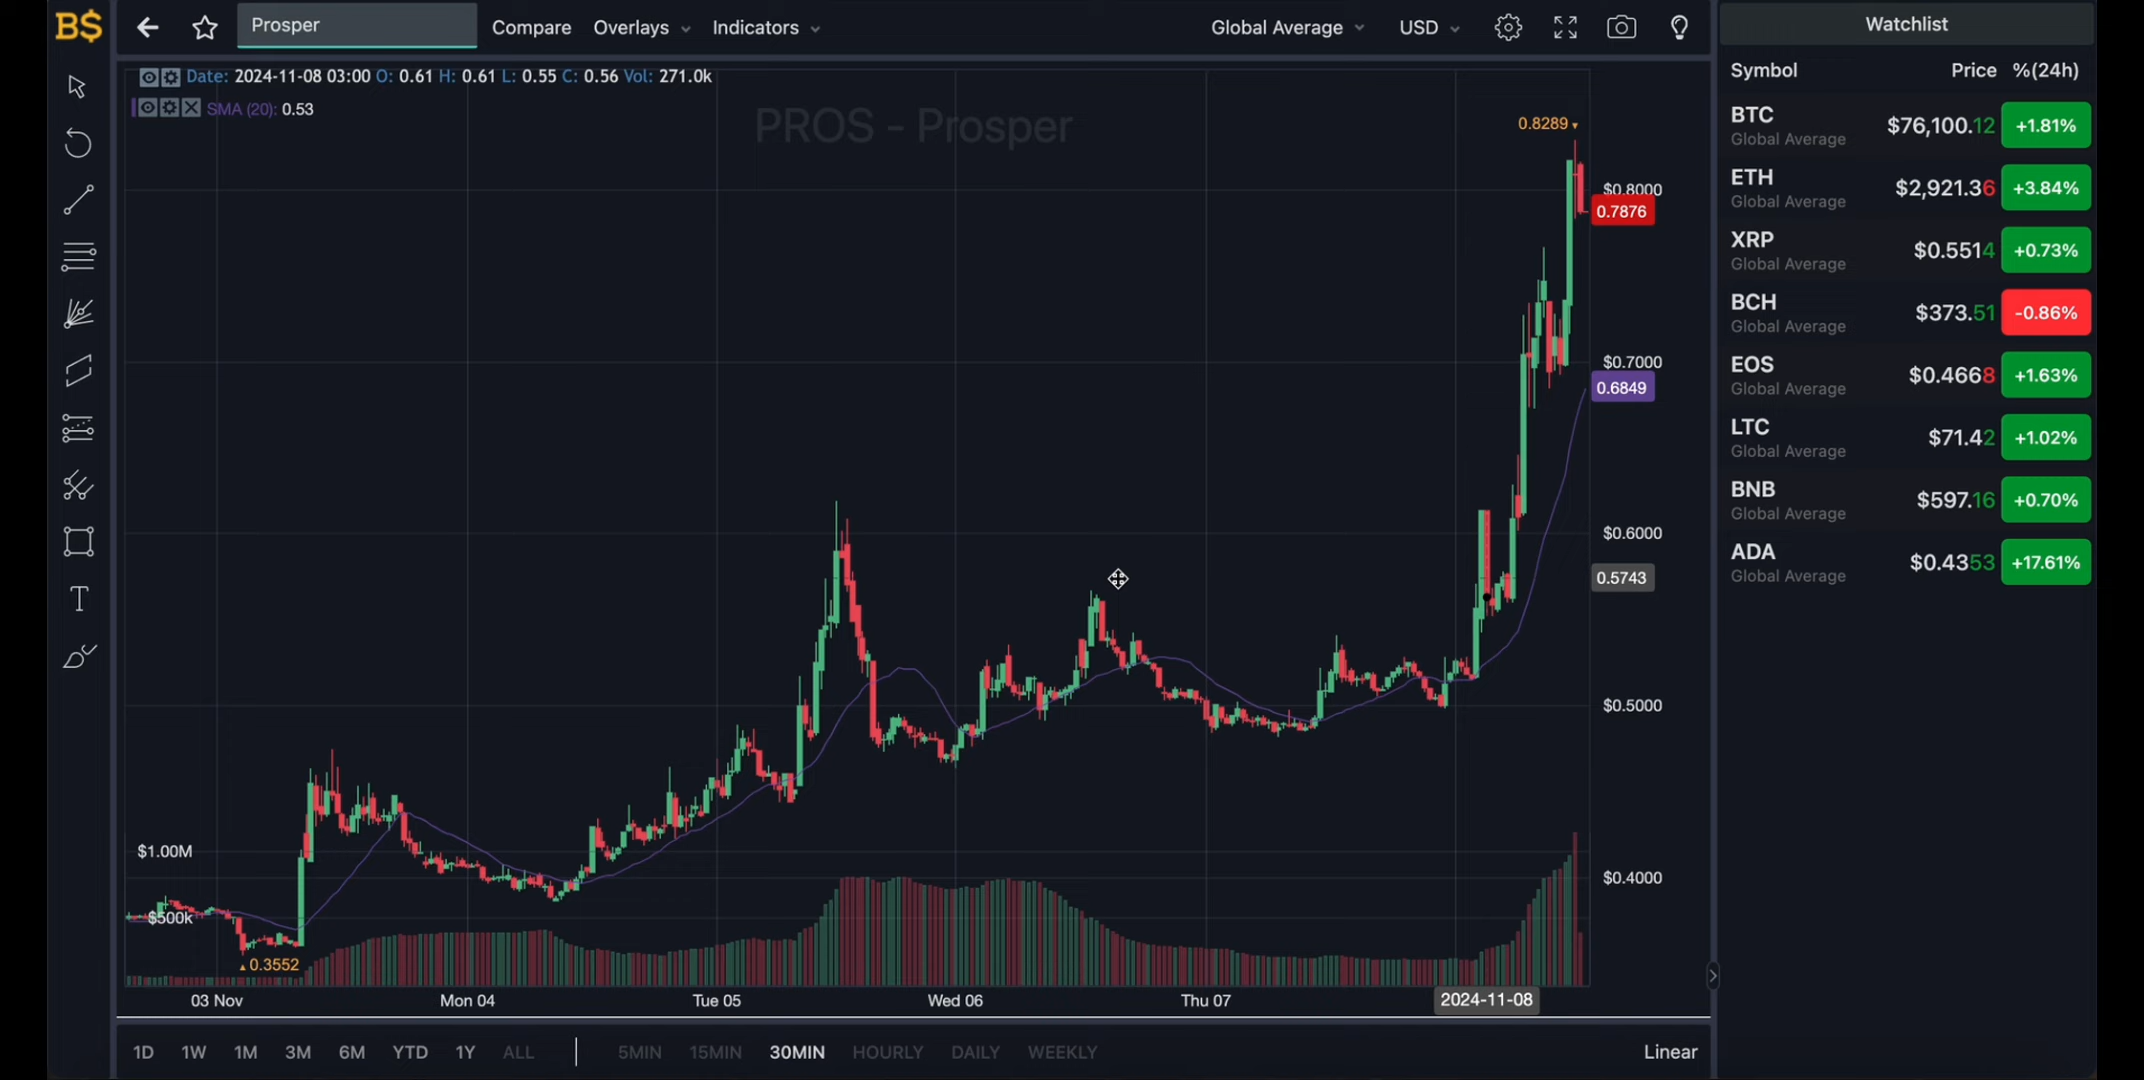 B$
Prosper
Compare
Overlays
Indicators
Global Average
USD
Date: 2024-11-08 03:00 O: 0.61 H: 0.61 L: 0.55 C: 0.56 Vol: 271.0k
SMA (20): 0.53
PROS - Prosper
0.8289
$0.8000
0.7876
$0.7000
0.6849
$0.6000
0.5743
$0.5000
$0.4000
$1.00M
$500k
0.3552
03 Nov
Mon 04
Tue 05
Wed 06
Thu 07
2024-11-08
1D 1W 1M 3M 6M YTD 1Y ALL
5MIN 15MIN 30MIN HOURLY DAILY WEEKLY
Linear
T
Watchlist
Symbol Price %(24h)
BTC $76,100.12 +1.81%
Global Average
ETH $2,921.36 +3.84%
Global Average
XRP $0.5514 +0.73%
Global Average
BCH $373.51 -0.86%
Global Average
EOS $0.4668 +1.63%
Global Average
LTC $71.42 +1.02%
Global Average
BNB $597.16 +0.70%
Global Average
ADA $0.4353 +17.61%
Global Average